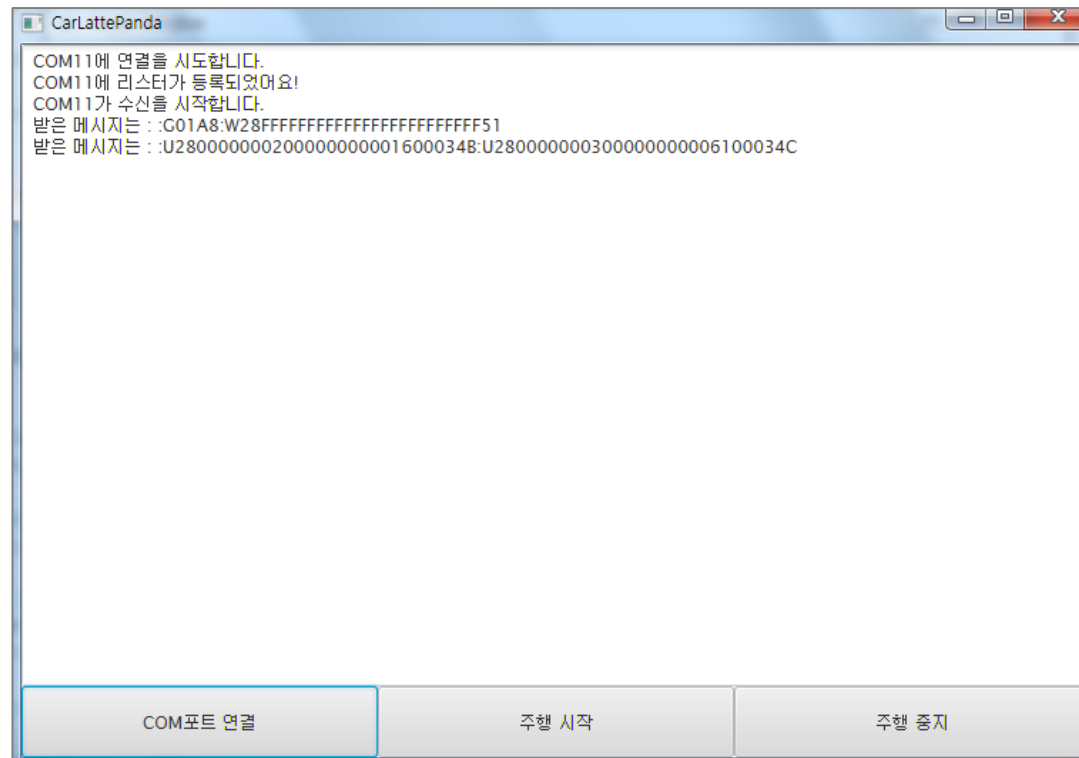 CarLattePanda
COM11에 연결을 시도합니다.
COM11에 리스터가 등록되었어요!
COM11가 수신을 시작합니다.
받은 메시지는 : :G01A8:W28FFFFFFFFFFFFFFFFFFFFFFFF51
받은 메시지는 : :U2800000002000000000001600034B:U280000000300000000006100034C
COM포트 연결
주행 시작
주행 중지